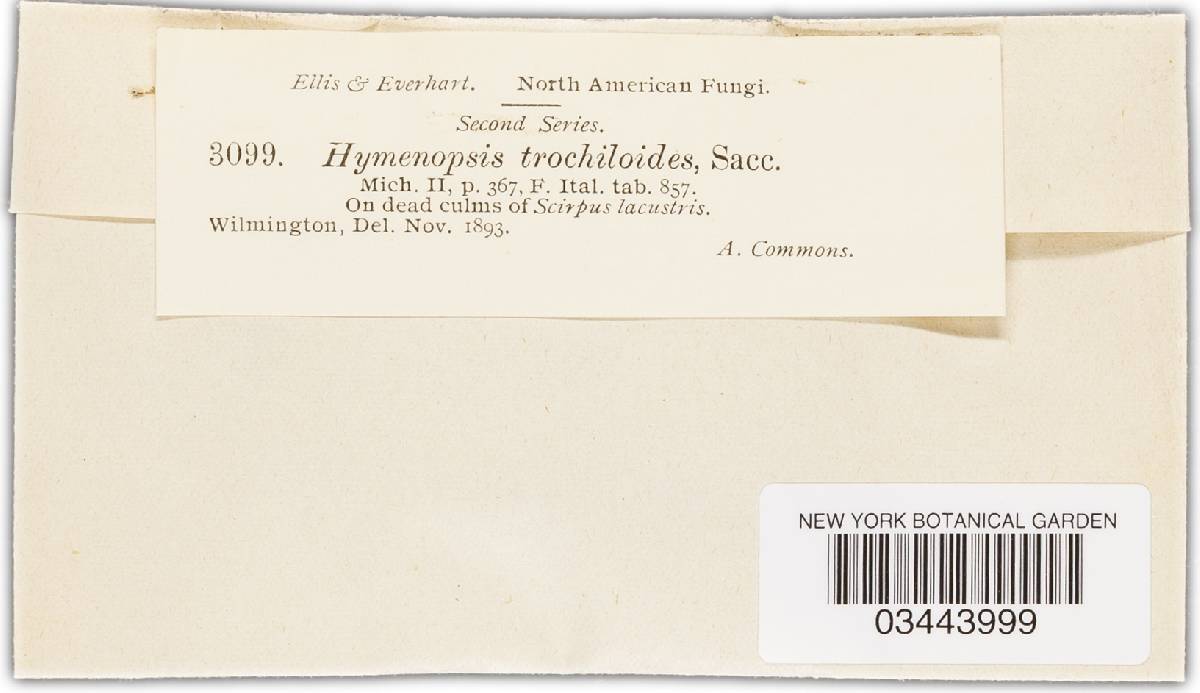 Ellis & Everhart. North American Fungi.
Second Series.
3099. Hymenopsis trochiloides, Sacc.
Mich. II, p. 367, F. Ital. tab. 857.
On dead culms of Scirpus lacustris.
Wilmington, Del. Nov. 1893.
A. Commons.
NEW YORK BOTANICAL GARDEN
03443999